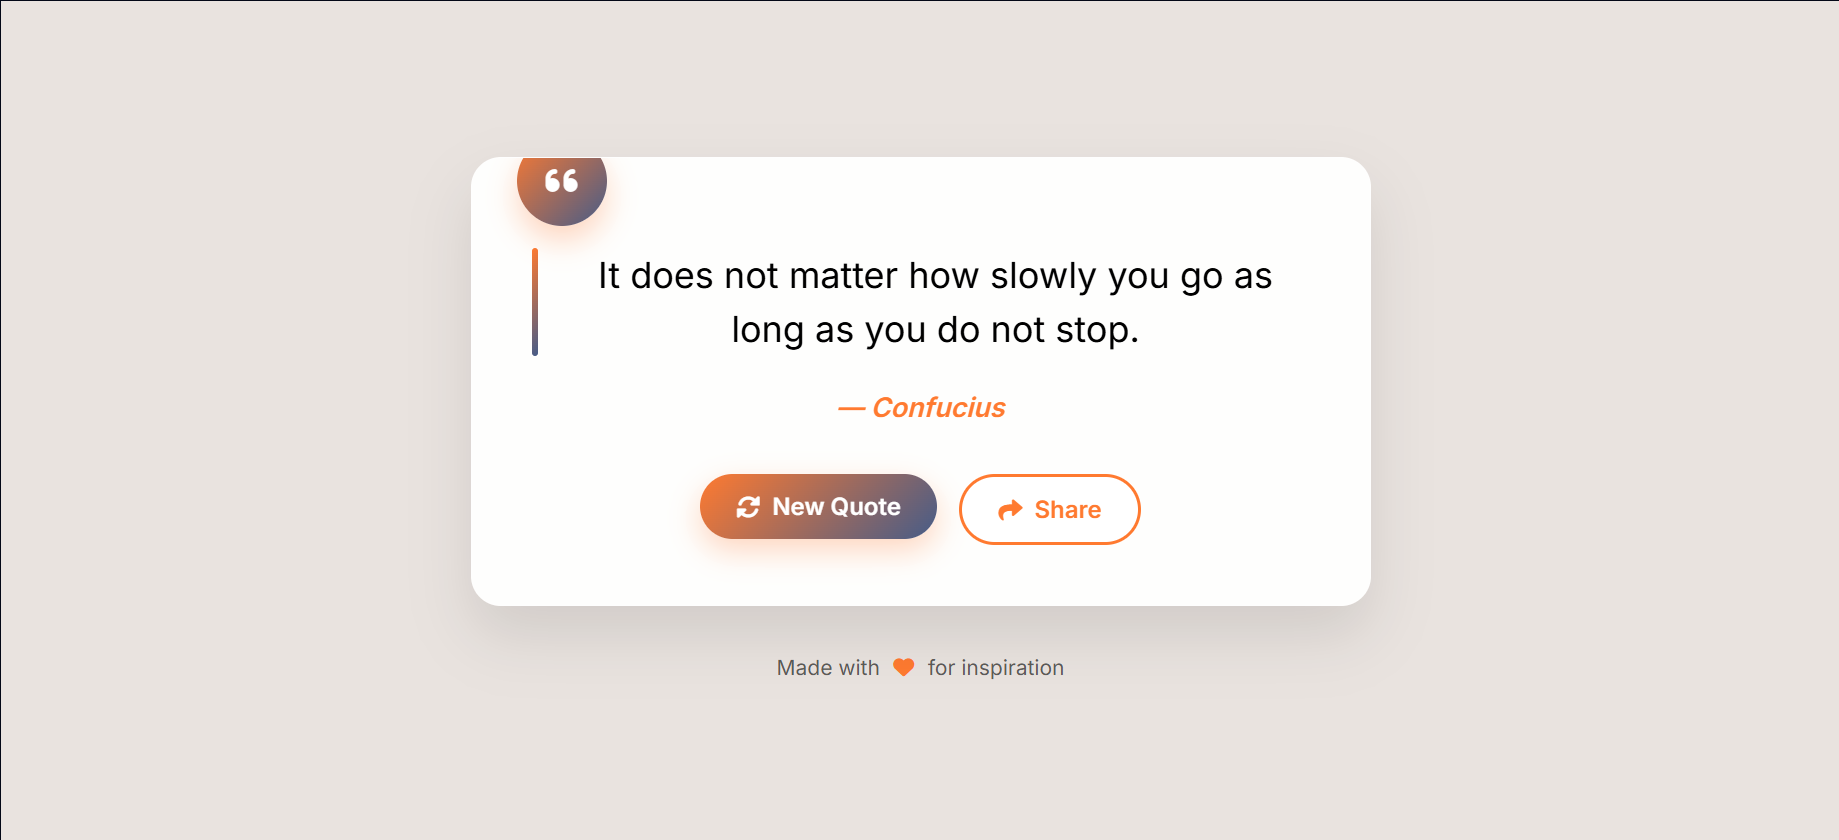 “
It does not matter how slowly you go as
long as you do not stop.
— Confucius
New Quote
Share
Made with ♥ for inspiration